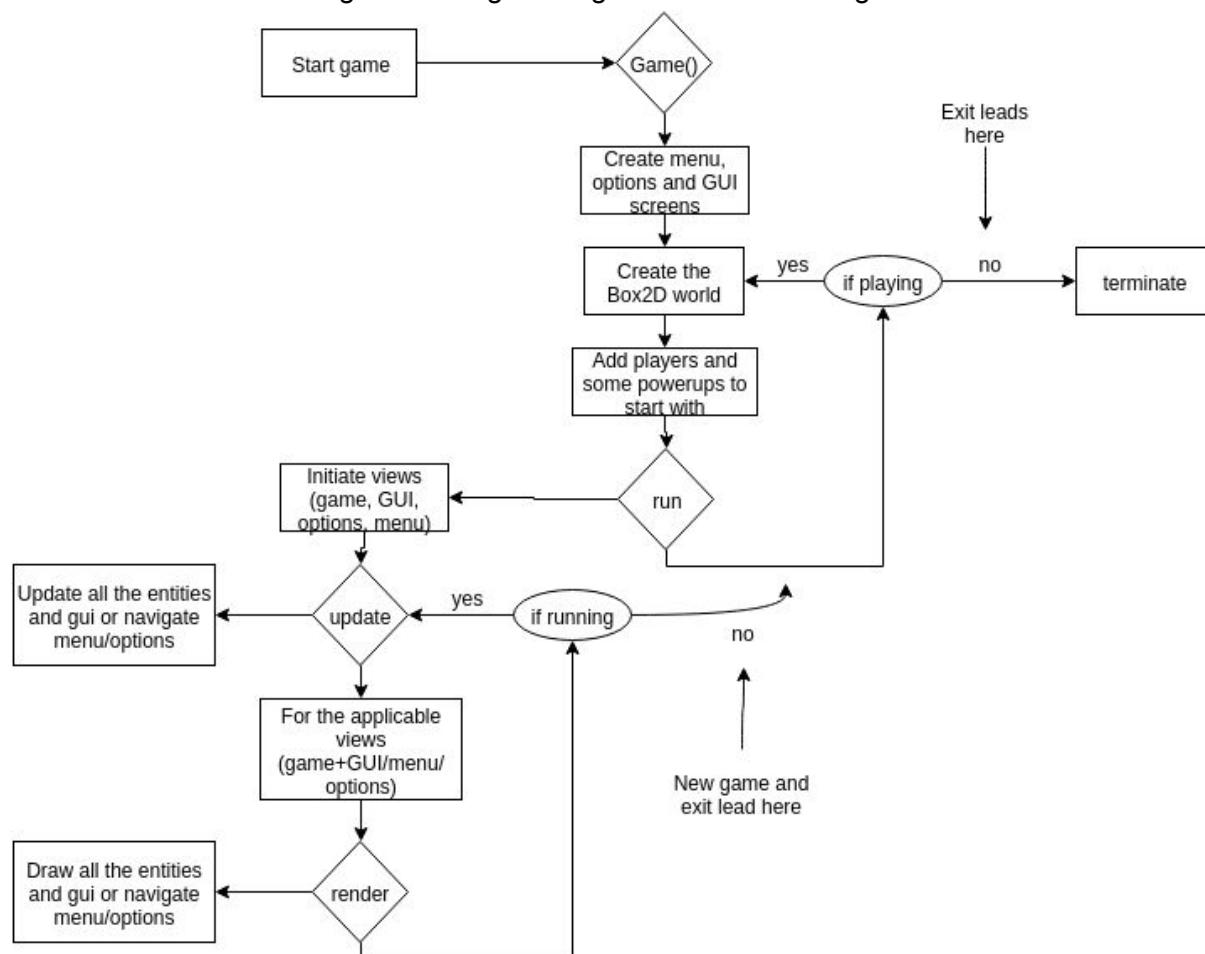 Start game
Game()
Exit leads
here
Create menu,
options and GUI
screens
Create the
Box2D world
yes
if playing
no
terminate
Add players and
some powerups to
start with
Initiate views
(game, GUI,
options, menu)
run
Update all the entities
and gui or navigate
menu/options
update
yes
if running
no
For the applicable
views
(game+GUI/menu/
options)
New game and
exit lead here
Draw all the entities
and gui or navigate
menu/options
render